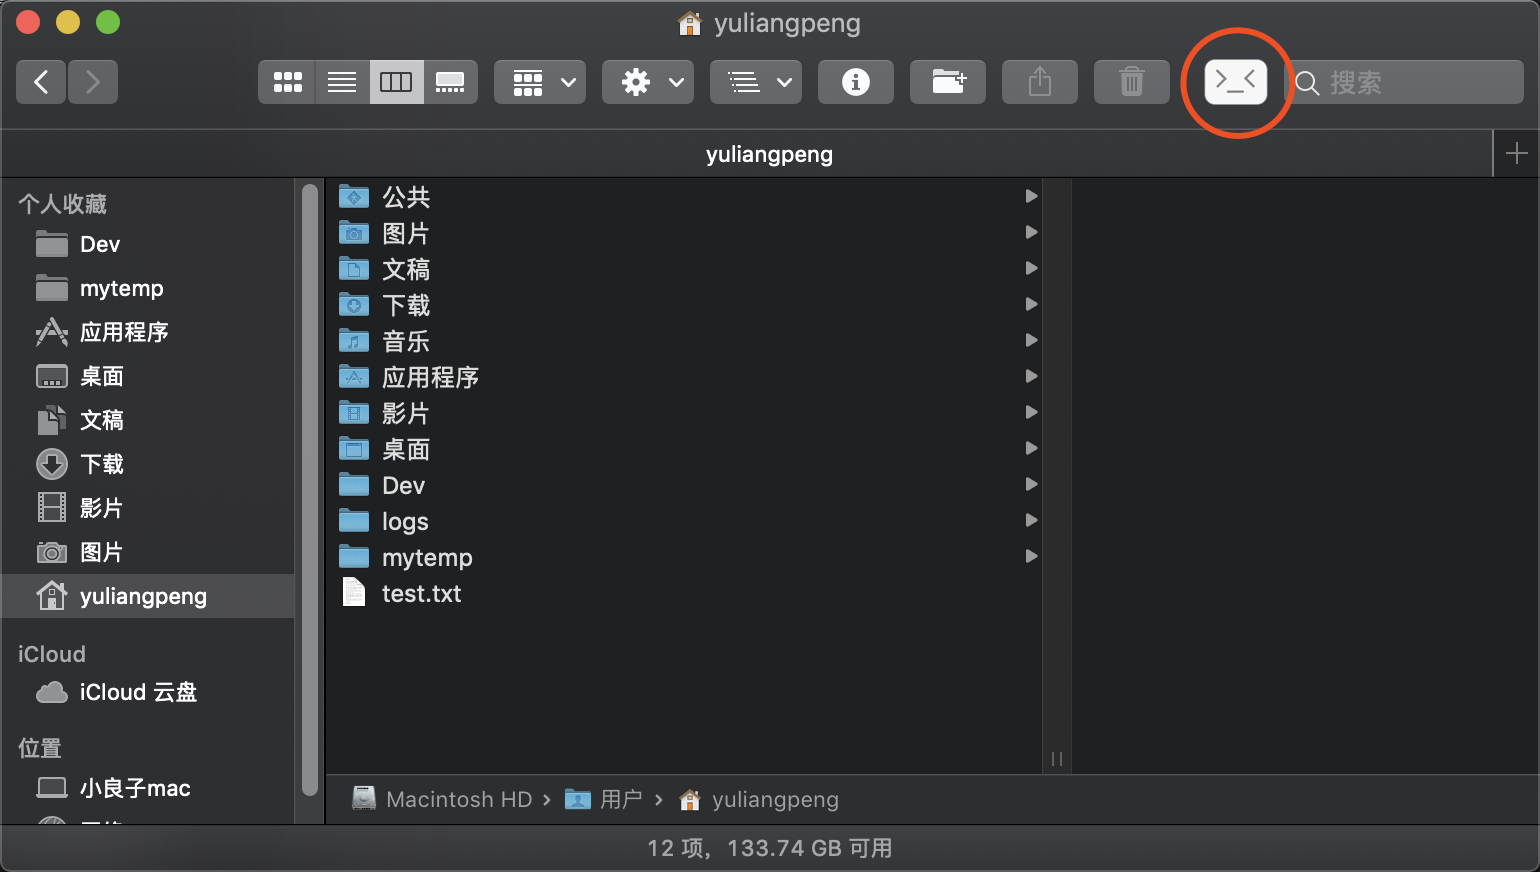 yuliangpeng
>_<
搜索
yuliangpeng
个人收藏
Dev
mytemp
应用程序
桌面
文稿
下载
影片
图片
yuliangpeng
iCloud
iCloud 云盘
位置
小良子mac
公共
图片
文稿
下载
音乐
应用程序
影片
桌面
Dev
logs
mytemp
test.txt
Macintosh HD › 用户 › yuliangpeng
12 项，133.74 GB 可用